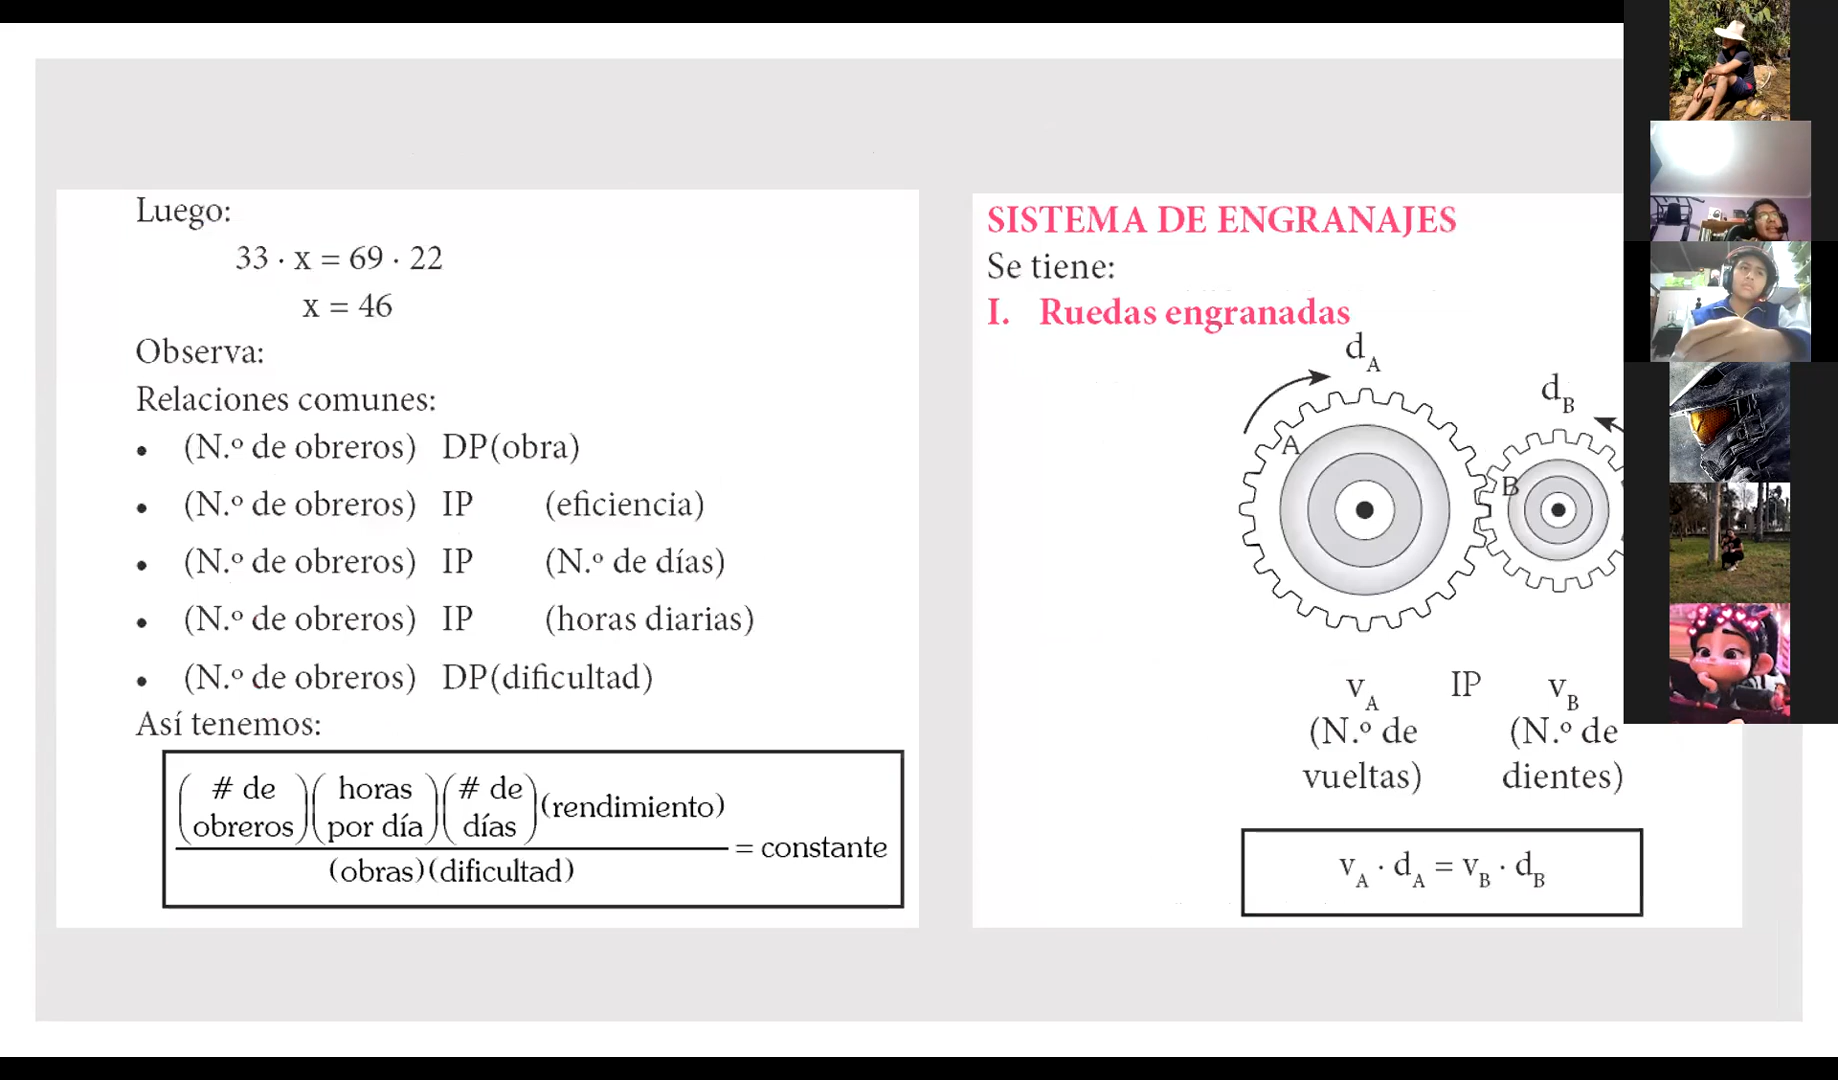 Luego:
33 · x = 69 · 22
x = 46
Observa:
Relaciones comunes:
• (N.º de obreros) DP(obra)
• (N.º de obreros) IP (eficiencia)
• (N.º de obreros) IP (N.º de días)
• (N.º de obreros) IP (horas diarias)
• (N.º de obreros) DP(dificultad)
Así tenemos:
(# de obreros)(horas por día)(# de días)(rendimiento)
= constante
(obras)(dificultad)
SISTEMA DE ENGRANAJES
Se tiene:
I. Ruedas engranadas
d_A
d_B
A
B
v_A IP v_B
(N.º de (N.º de
vueltas) dientes)
v_A · d_A = v_B · d_B